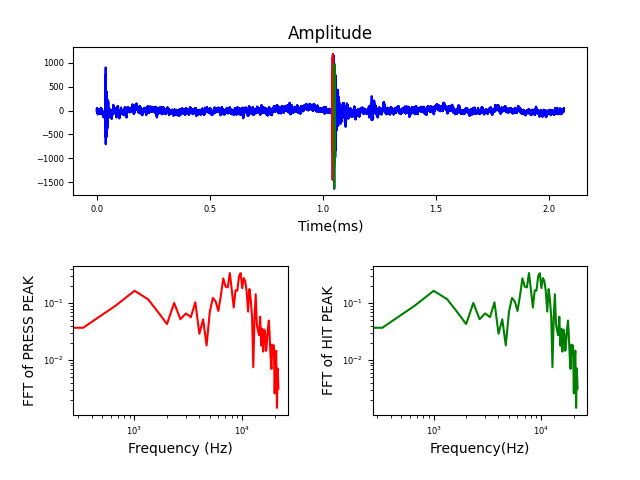 Amplitude
1000
500
0
−500
−1000
−1500
0.0 0.5 1.0 1.5 2.0
Time(ms)
FFT of PRESS PEAK
10⁻¹
10⁻²
10³ 10⁴
Frequency (Hz)
FFT of HIT PEAK
10⁻¹
10⁻²
10³ 10⁴
Frequency(Hz)